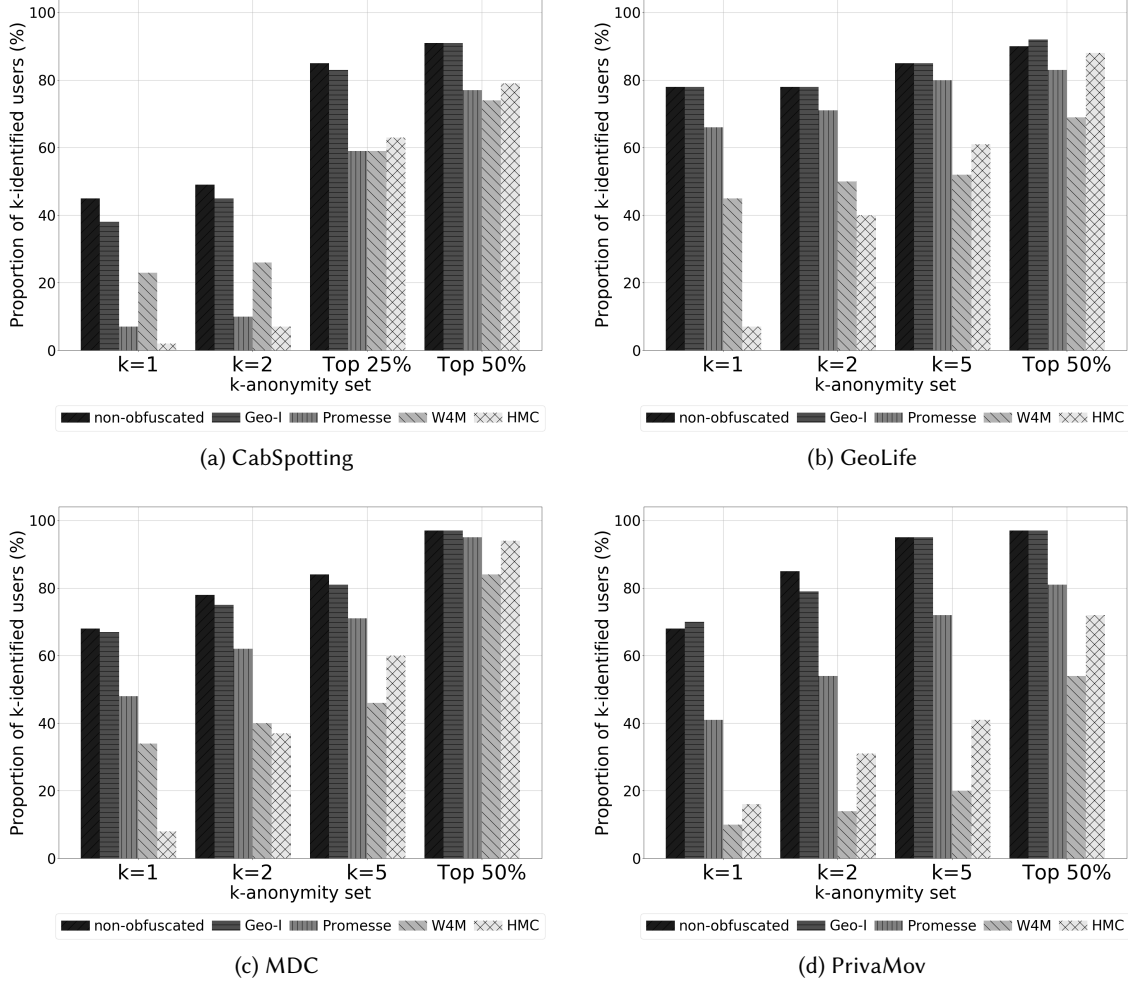 100
80
60
40
20
0
Proportion of k-identified users (%)
k=1 k=2 Top 25% Top 50%
k-anonymity set
non-obfuscated Geo-I Promesse W4M HMC
(a) CabSpotting
100
80
60
40
20
0
Proportion of k-identified users (%)
k=1 k=2 k=5 Top 50%
k-anonymity set
non-obfuscated Geo-I Promesse W4M HMC
(b) GeoLife
100
80
60
40
20
0
Proportion of k-identified users (%)
k=1 k=2 k=5 Top 50%
k-anonymity set
non-obfuscated Geo-I Promesse W4M HMC
(c) MDC
100
80
60
40
20
0
Proportion of k-identified users (%)
k=1 k=2 k=5 Top 50%
k-anonymity set
non-obfuscated Geo-I Promesse W4M HMC
(d) PrivaMov